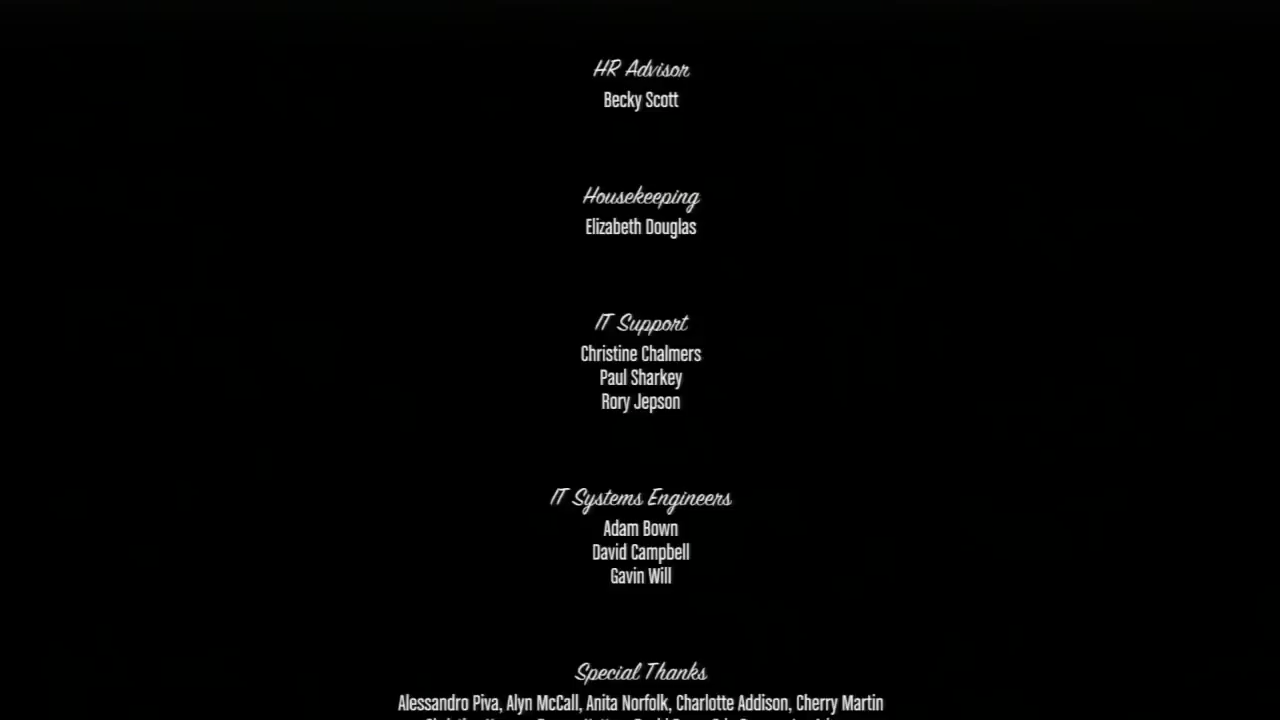 HR Advisor
Becky Scott
Housekeeping
Elizabeth Douglas
IT Support
Christine Chalmers
Paul Sharkey
Rory Jepson
IT Systems Engineers
Adam Bown
David Campbell
Gavin Will
Special Thanks
Alessandro Piva, Alyn McCall, Anita Norfolk, Charlotte Addison, Cherry Martin